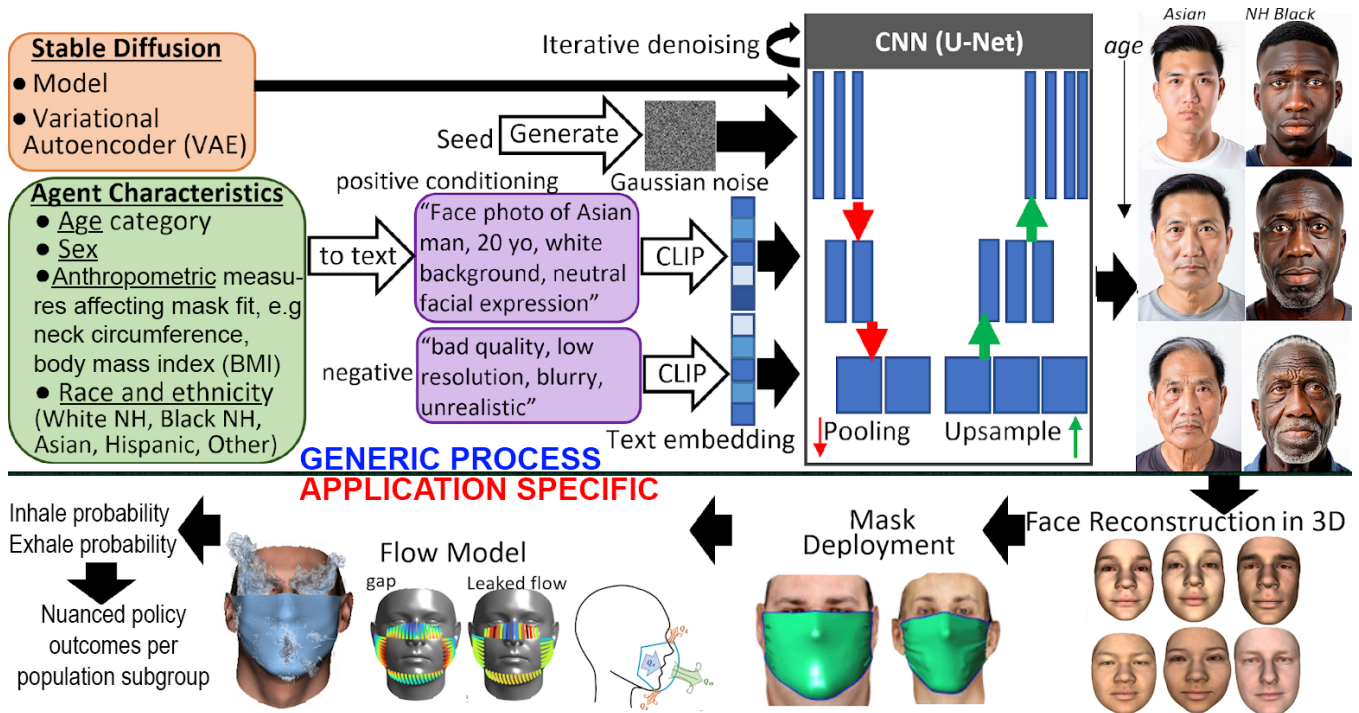 Stable Diffusion
● Model
● Variational
Autoencoder (VAE)
Iterative denoising
CNN (U-Net)
Seed
Generate
Gaussian noise
Agent Characteristics
● Age category
● Sex
● Anthropometric measu-
res affecting mask fit, e.g
neck circumference,
body mass index (BMI)
● Race and ethnicity
(White NH, Black NH,
Asian, Hispanic, Other)
to text
positive conditioning
“Face photo of Asian
man, 20 yo, white
background, neutral
facial expression”
CLIP
negative
“bad quality, low
resolution, blurry,
unrealistic”
CLIP
Text embedding
Pooling
Upsample
Asian
NH Black
age
GENERIC PROCESS
APPLICATION SPECIFIC
Face Reconstruction in 3D
Mask
Deployment
Flow Model
gap
Leaked flow
Inhale probability
Exhale probability
Nuanced policy
outcomes per
population subgroup